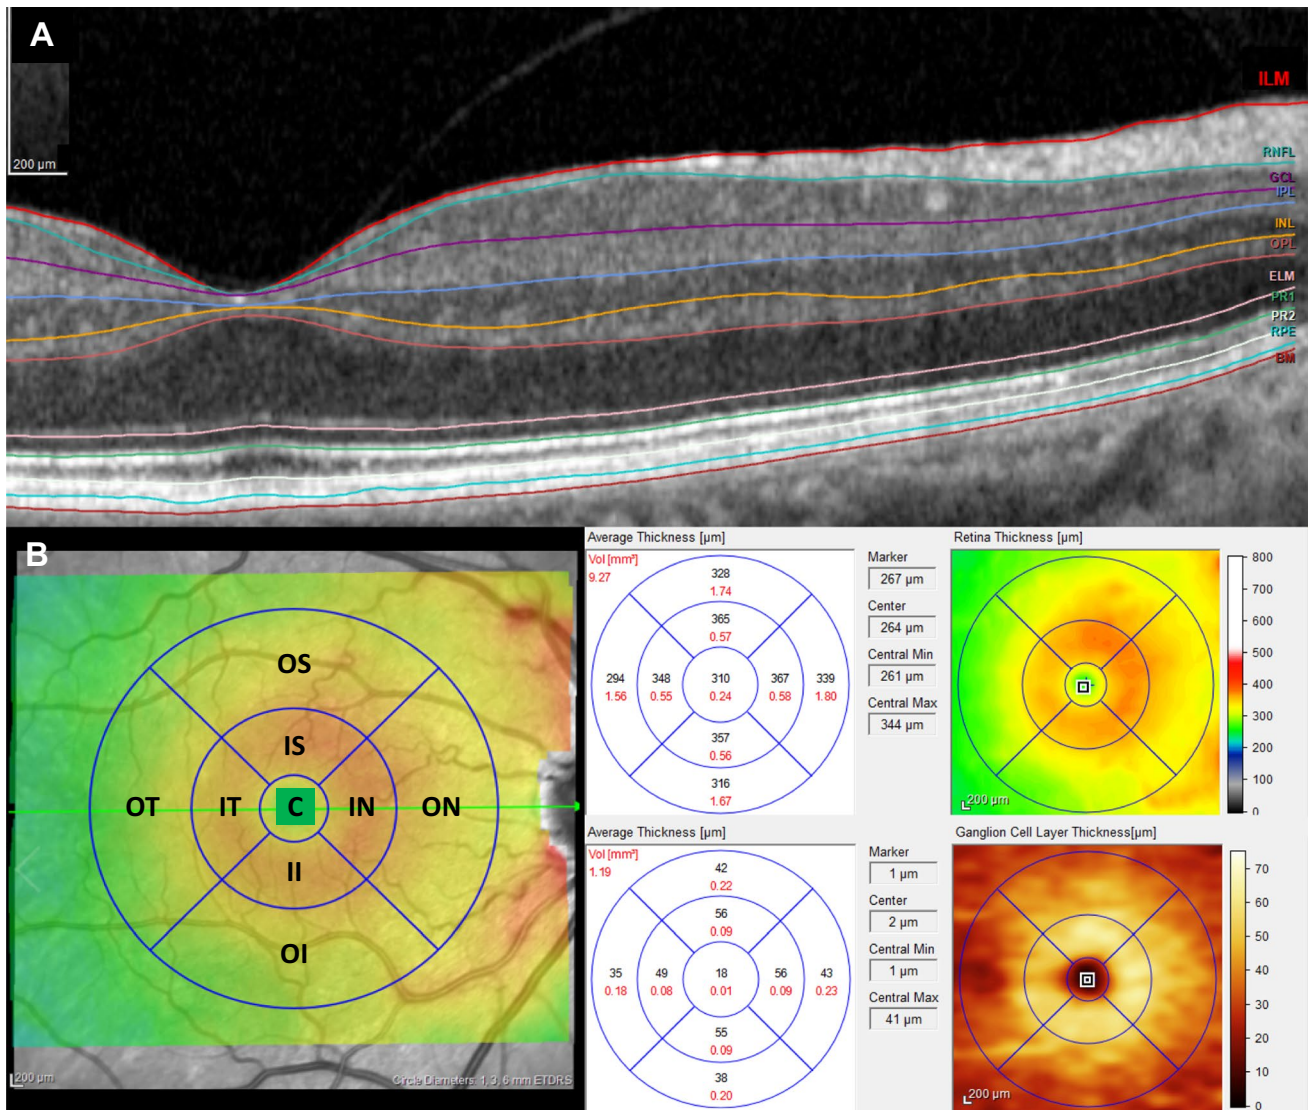 A
ILM
200 µm
RNFL
GCL
IPL
INL
OPL
ELM
PR1
PR2
RPE
BM
B
OS
IS
OT IT C IN ON
II
OI
200 µm
Circle Diameters: 1, 3, 6 mm ETDRS
Average Thickness [µm]
Vol [mm³]
9.27
328
1.74
365
0.57
294 348 310 367 339
1.56 0.55 0.24 0.58 1.80
357
0.56
316
1.67
Marker
267 µm
Center
264 µm
Central Min
261 µm
Central Max
344 µm
Retina Thickness [µm]
200 µm
800
700
600
500
400
300
200
100
0
Average Thickness [µm]
Vol [mm³]
1.19
42
0.22
56
0.09
35 49 18 56 43
0.18 0.08 0.01 0.09 0.23
55
0.09
38
0.20
Marker
1 µm
Center
2 µm
Central Min
1 µm
Central Max
41 µm
Ganglion Cell Layer Thickness[µm]
200 µm
70
60
50
40
30
20
10
0